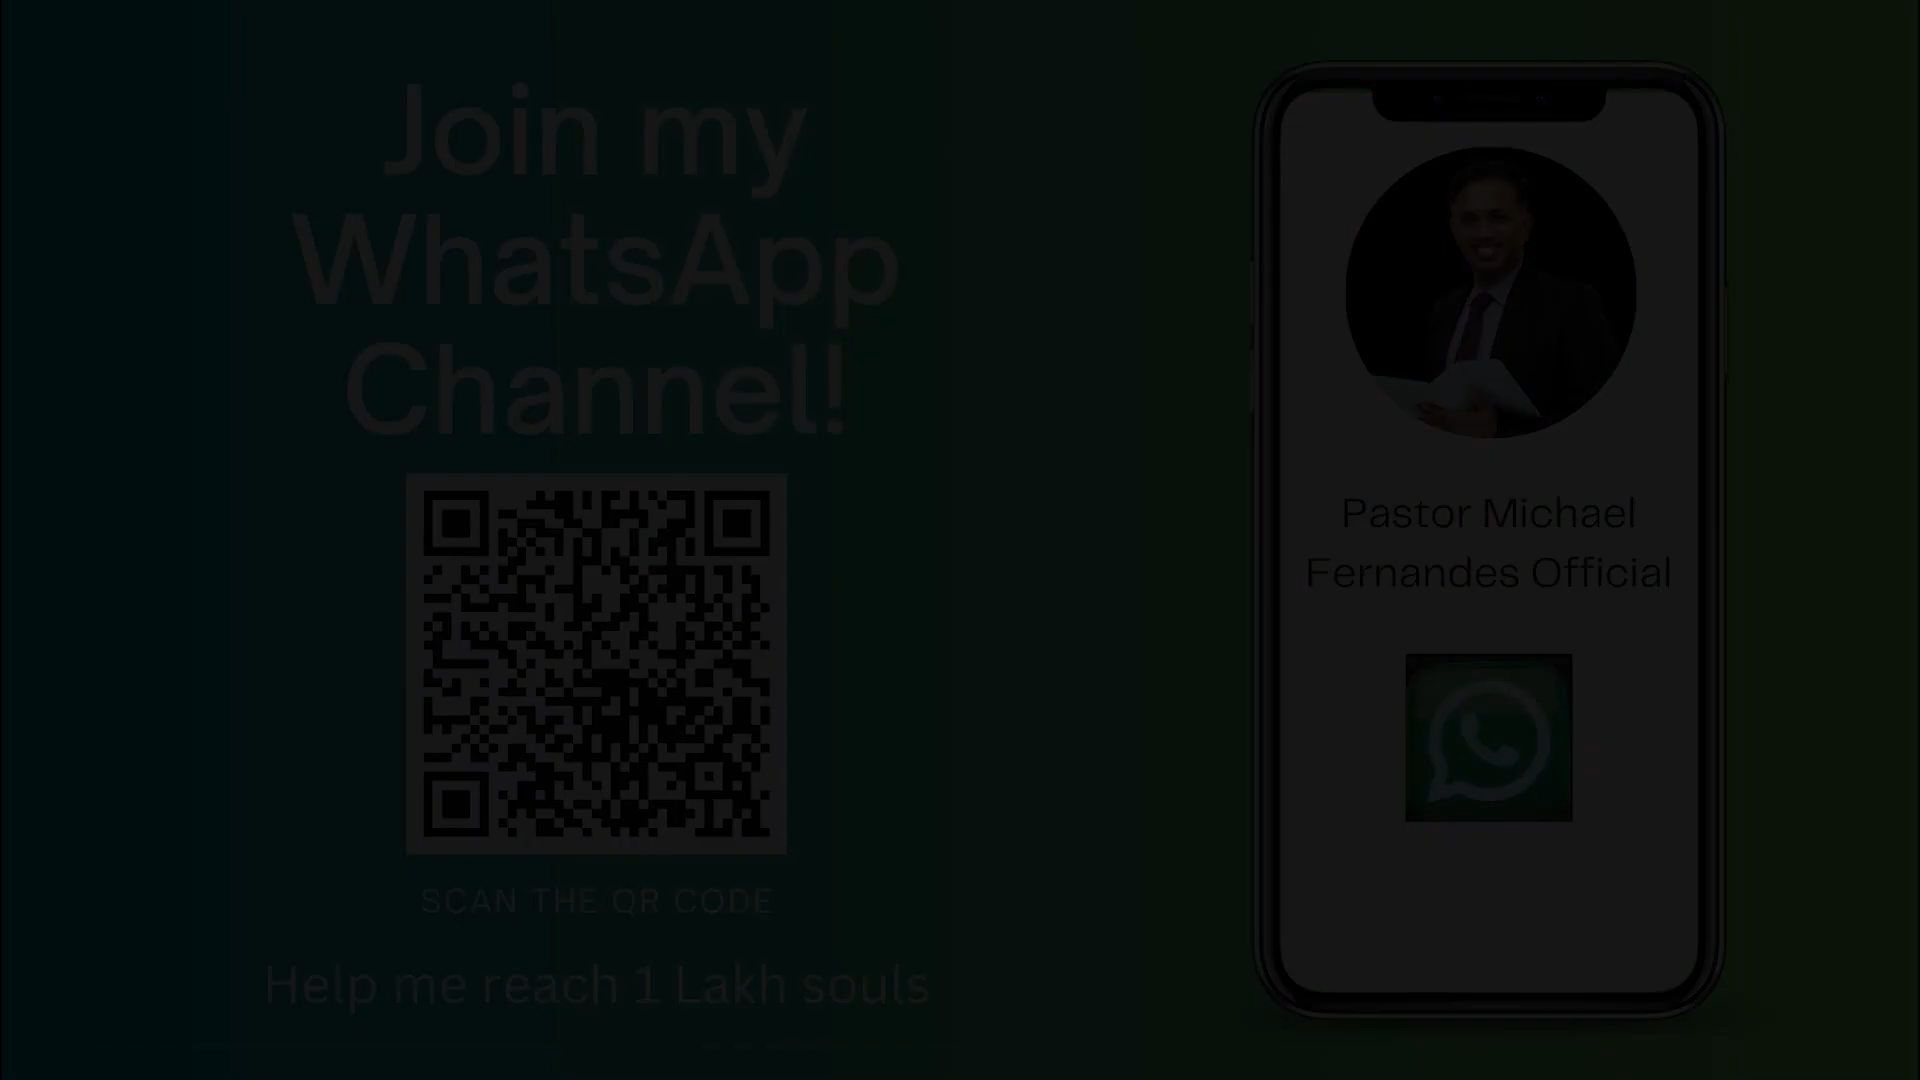 Join my
WhatsApp
Channel!
SCAN THE QR CODE
Help me reach 1 Lakh souls
Pastor Michael
Fernandes Official